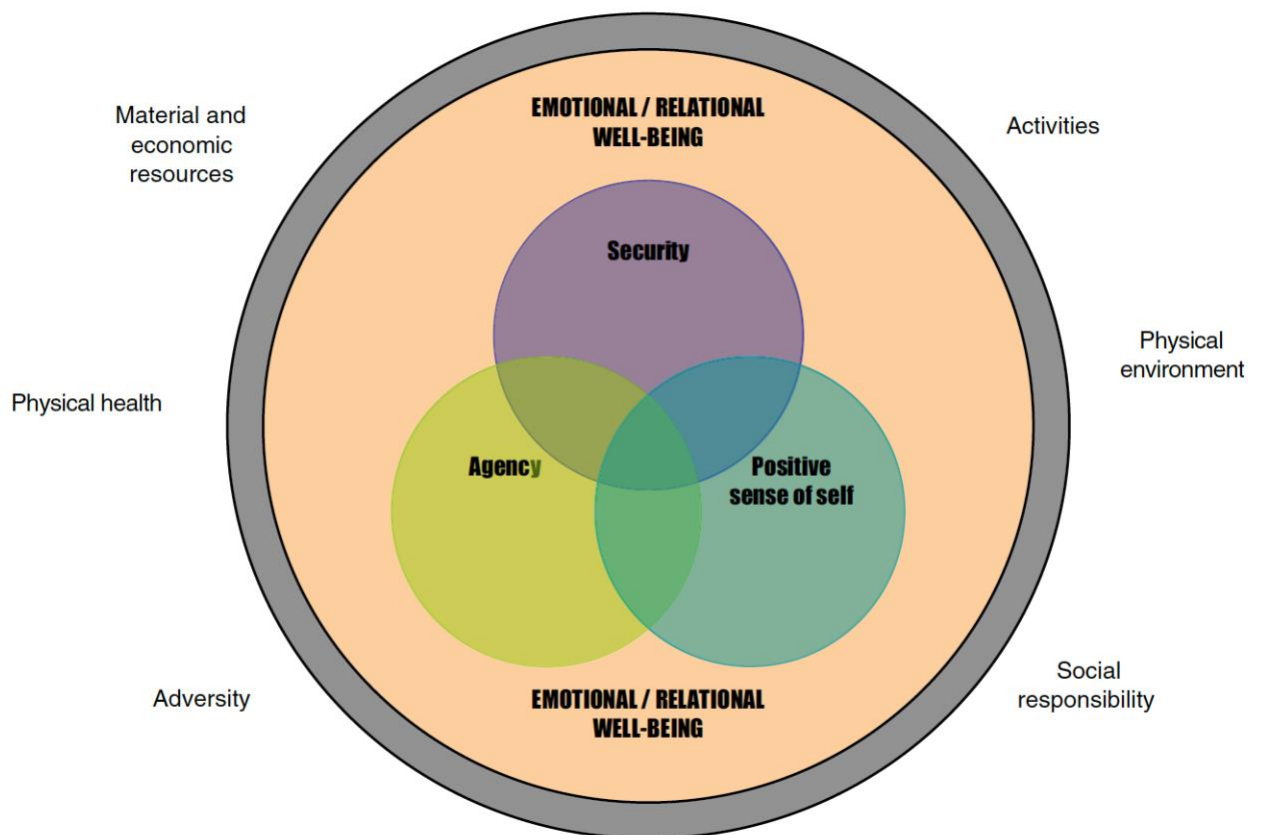 EMOTIONAL / RELATIONAL
WELL-BEING
Material and
economic
resources
Activities
Security
Physical
environment
Physical health
Agency
Positive
sense of self
Adversity
EMOTIONAL / RELATIONAL
WELL-BEING
Social
responsibility